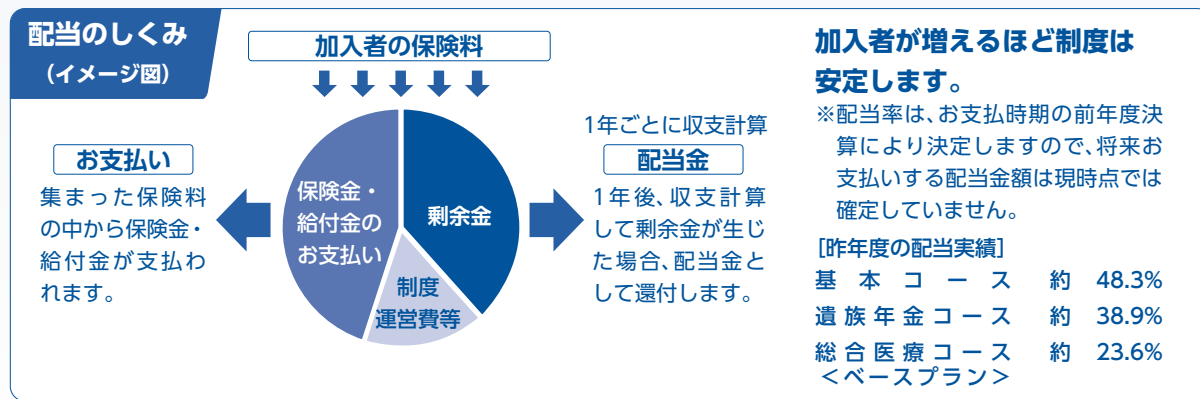 配当のしくみ
（イメージ図）
加入者の保険料
お支払い
集まった保険料
の中から保険金・
給付金が支払わ
れます。
保険金・
給付金の
お支払い
剰余金
制度
運営費等
1年ごとに収支計算
配当金
1年後、収支計算
して剰余金が生じ
た場合、配当金と
して還付します。
加入者が増えるほど制度は
安定します。
※配当率は、お支払時期の前年度決
算により決定しますので、将来お
支払いする配当金額は現時点では
確定していません。
[昨年度の配当実績]
基本コース 約 48.3%
遺族年金コース 約 38.9%
総合医療コース 約 23.6%
＜ベースプラン＞